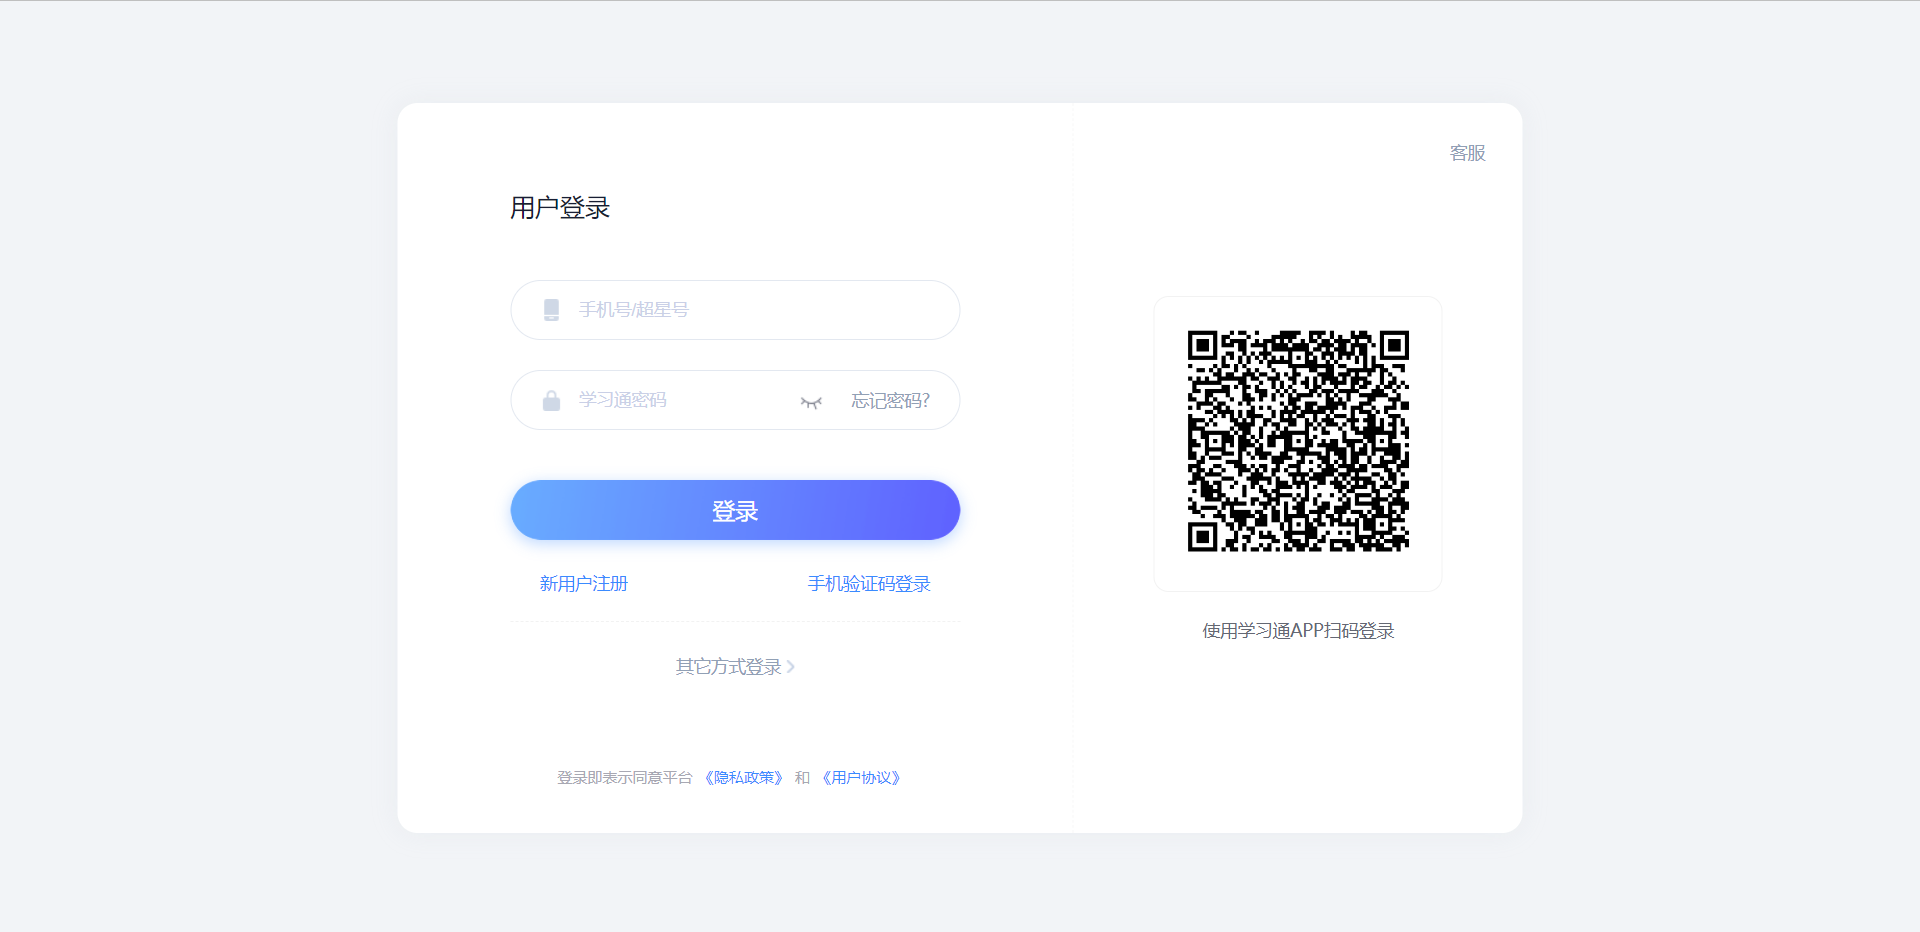 客服
用户登录
手机号/超星号
学习通密码
忘记密码?
登录
新用户注册
手机验证码登录
其它方式登录
登录即表示同意平台 《隐私政策》 和 《用户协议》
使用学习通APP扫码登录